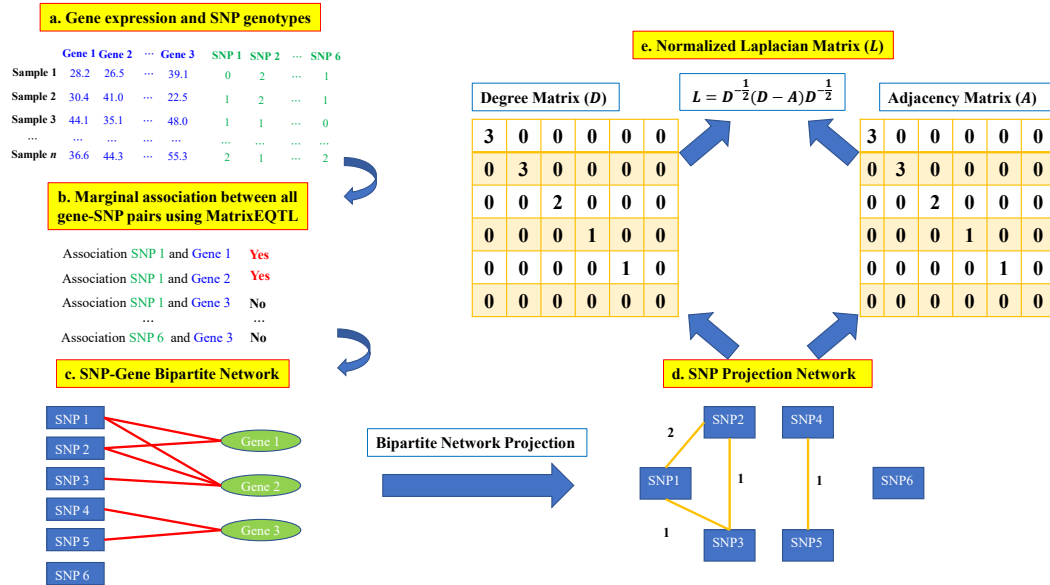 a. Gene expression and SNP genotypes
Gene 1 Gene 2 ... Gene 3 SNP 1 SNP 2 ... SNP 6
Sample 1 28.2 26.5 ... 39.1 0 2 ... 1
Sample 2 30.4 41.0 ... 22.5 1 2 ... 1
Sample 3 44.1 35.1 ... 48.0 1 1 ... 0
... ... ... ... ... ... ... ... ...
Sample n 36.6 44.3 ... 55.3 2 1 ... 2
b. Marginal association between all
gene-SNP pairs using MatrixEQTL
Association SNP 1 and Gene 1 Yes
Association SNP 1 and Gene 2 Yes
Association SNP 1 and Gene 3 No
... ...
Association SNP 6 and Gene 3 No
c. SNP-Gene Bipartite Network
SNP 1
SNP 2
SNP 3
SNP 4
SNP 5
SNP 6
Gene 1
Gene 2
Gene 3
Bipartite Network Projection
d. SNP Projection Network
SNP2
SNP4
2
SNP1
1
1
SNP6
1
SNP3
SNP5
e. Normalized Laplacian Matrix (L)
L = D^{-1/2}(D − A)D^{-1/2}
Degree Matrix (D)
3 0 0 0 0 0
0 3 0 0 0 0
0 0 2 0 0 0
0 0 0 1 0 0
0 0 0 0 1 0
0 0 0 0 0 0
Adjacency Matrix (A)
3 0 0 0 0 0
0 3 0 0 0 0
0 0 2 0 0 0
0 0 0 1 0 0
0 0 0 0 1 0
0 0 0 0 0 0